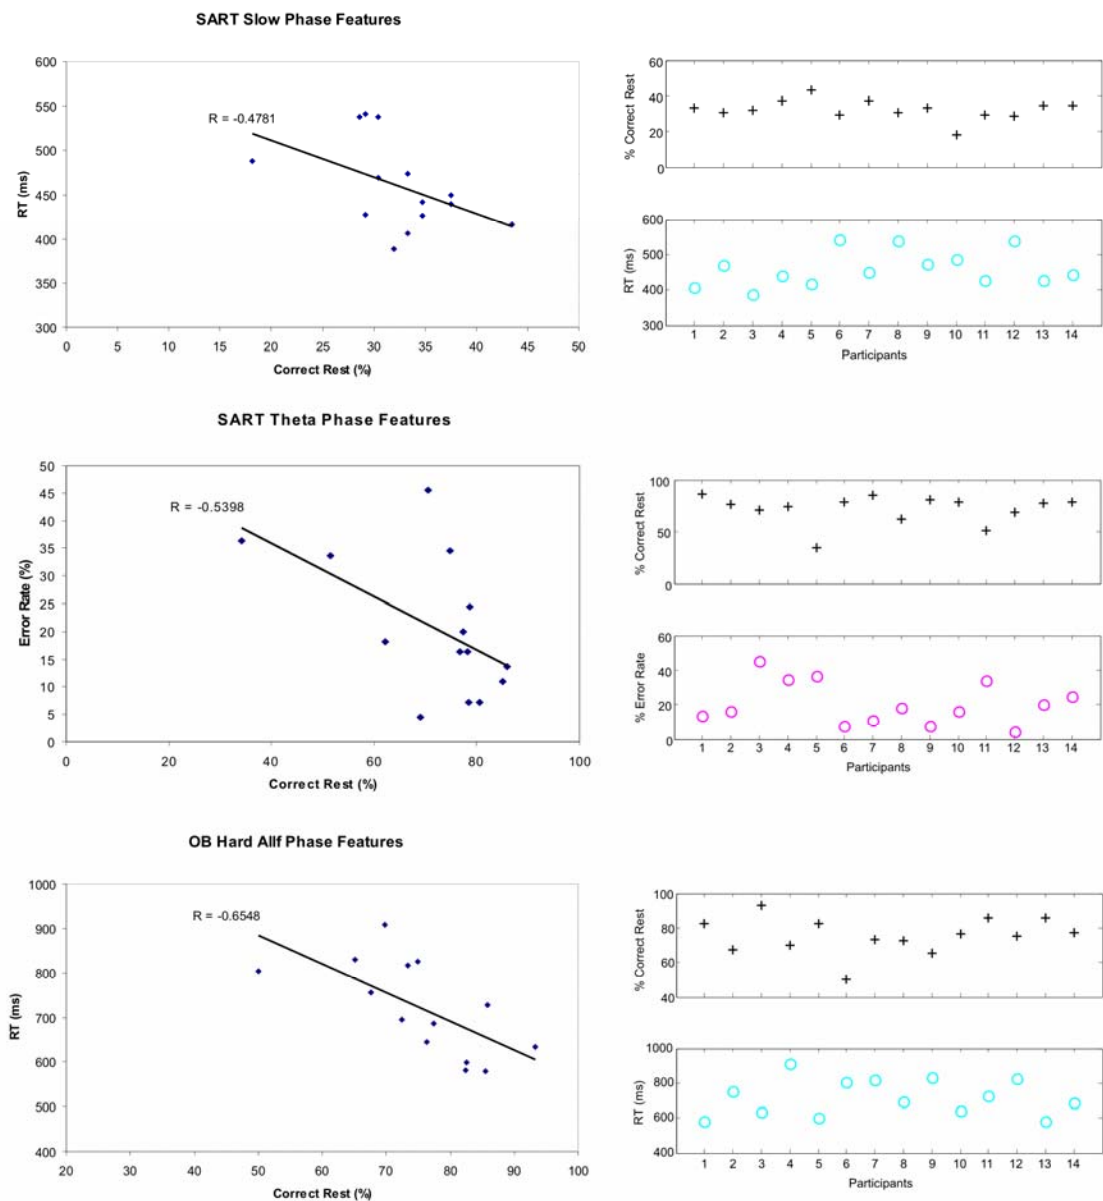 SART Slow Phase Features
600
550
500
450
400
350
300
RT (ms)
R = -0.4781
0 5 10 15 20 25 30 35 40 45 50
Correct Rest (%)
60
40
20
0
% Correct Rest
600
500
400
300
RT (ms)
1 2 3 4 5 6 7 8 9 10 11 12 13 14
Participants
SART Theta Phase Features
50
45
40
35
30
25
20
15
10
5
0
Error Rate (%)
R = -0.5398
0 20 40 60 80 100
Correct Rest (%)
100
50
0
% Correct Rest
60
40
20
0
% Error Rate
1 2 3 4 5 6 7 8 9 10 11 12 13 14
Participants
OB Hard Allf Phase Features
1000
900
800
700
600
500
400
RT (ms)
R = -0.6548
20 30 40 50 60 70 80 90 100
Correct Rest (%)
100
80
60
40
% Correct Rest
1000
800
600
400
RT (ms)
1 2 3 4 5 6 7 8 9 10 11 12 13 14
Participants